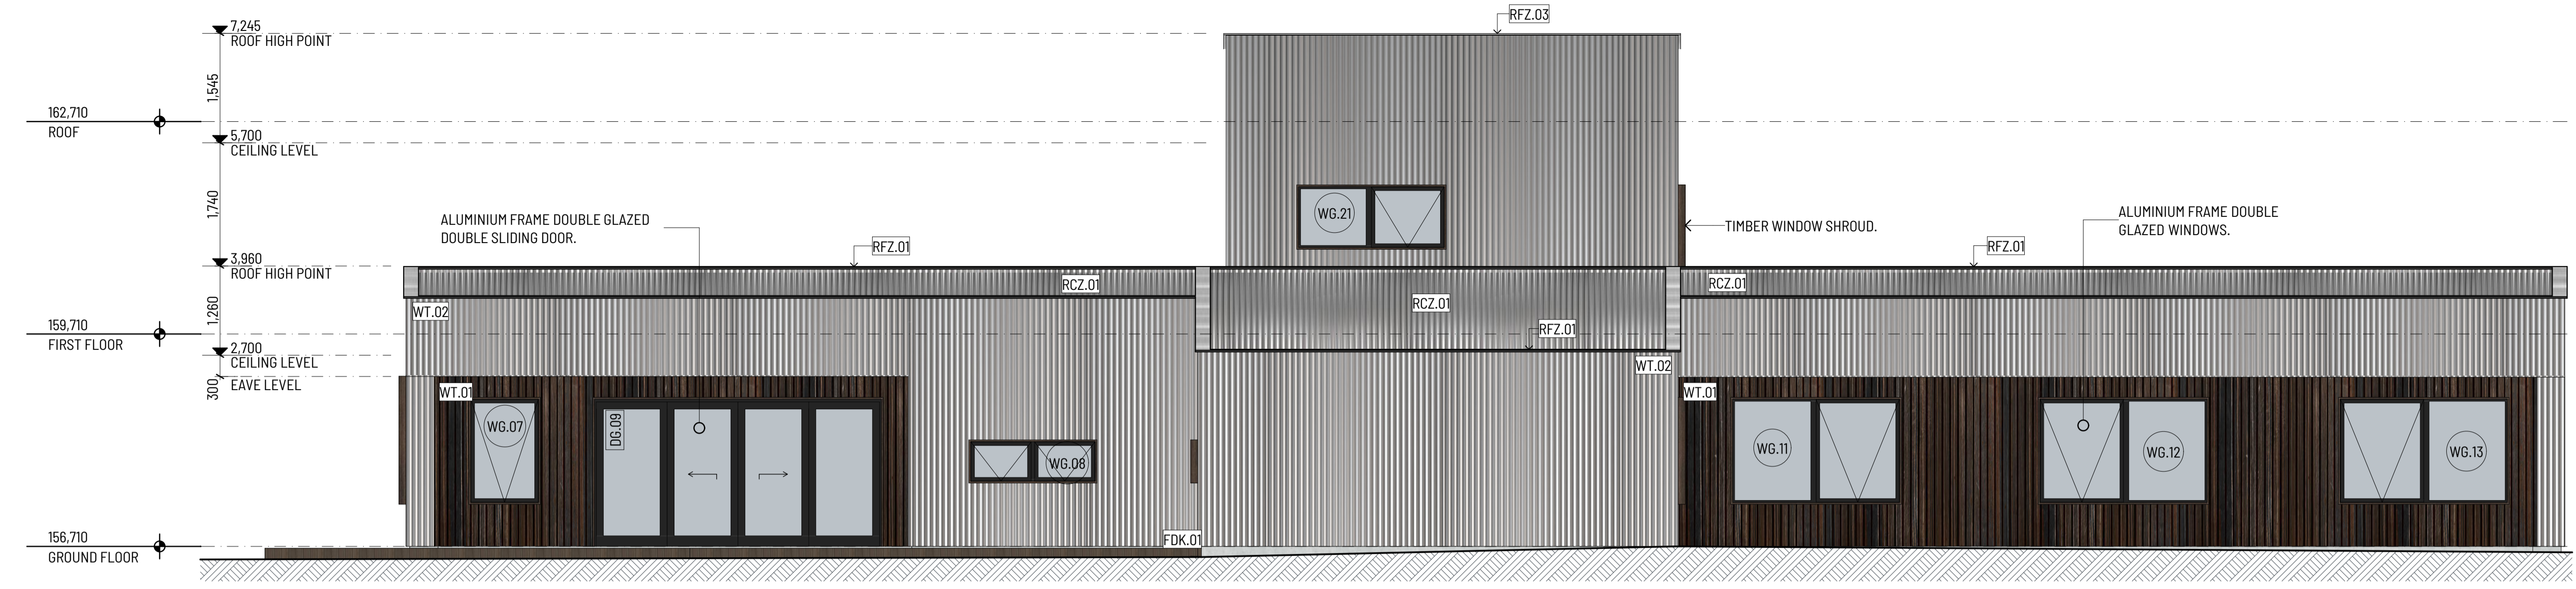 7,245
ROOF HIGH POINT
RFZ.03
1,545
162,710
ROOF
5,700
CEILING LEVEL
1,740
ALUMINIUM FRAME DOUBLE GLAZED
DOUBLE SLIDING DOOR.
WG.21
TIMBER WINDOW SHROUD.
ALUMINIUM FRAME DOUBLE
GLAZED WINDOWS.
RFZ.01
RFZ.01
3,960
ROOF HIGH POINT
RCZ.01
RCZ.01
RCZ.01
1,260
WT.02
159,710
FIRST FLOOR
RFZ.01
2,700
CEILING LEVEL
WT.02
300
EAVE LEVEL
WT.01
WT.01
WG.07
DG.09
WG.08
WG.11
WG.12
WG.13
156,710
GROUND FLOOR
FDK.01